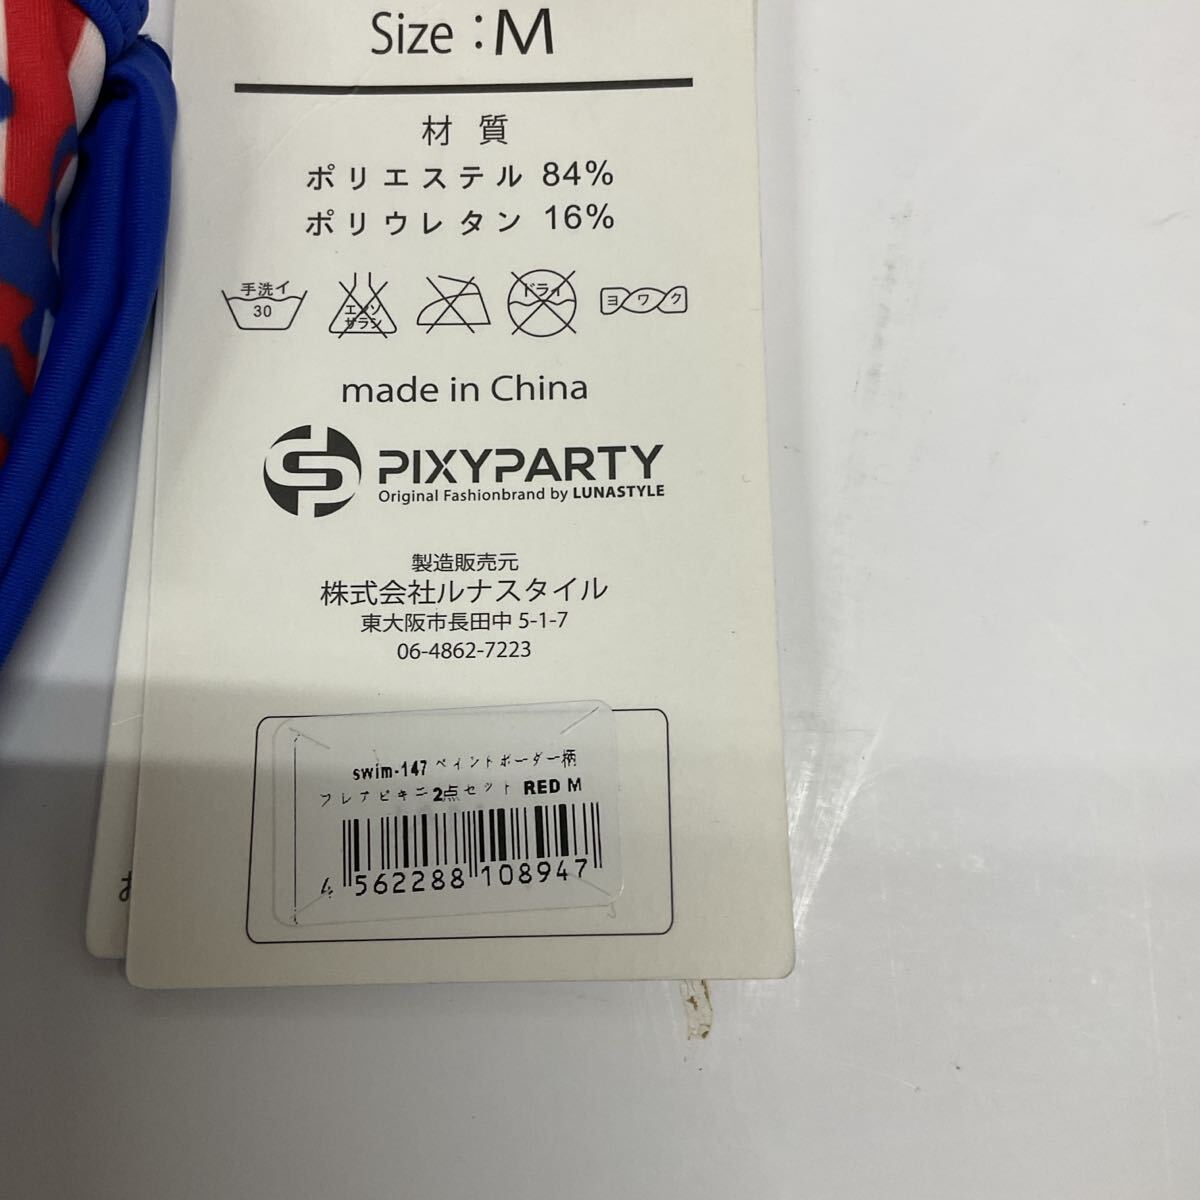 Size : M
材質
ポリエステル 84%
ポリウレタン 16%
手洗イ
30
エンソ
サラシ
ドライ
ヨワク
made in China
PIXYPARTY
Original Fashionbrand by LUNASTYLE
製造販売元
株式会社ルナスタイル
東大阪市長田中 5-1-7
06-4862-7223
swim-147 ペイントボーダー柄
フレアビキニ2点セット RED M
4 562288 108947
お